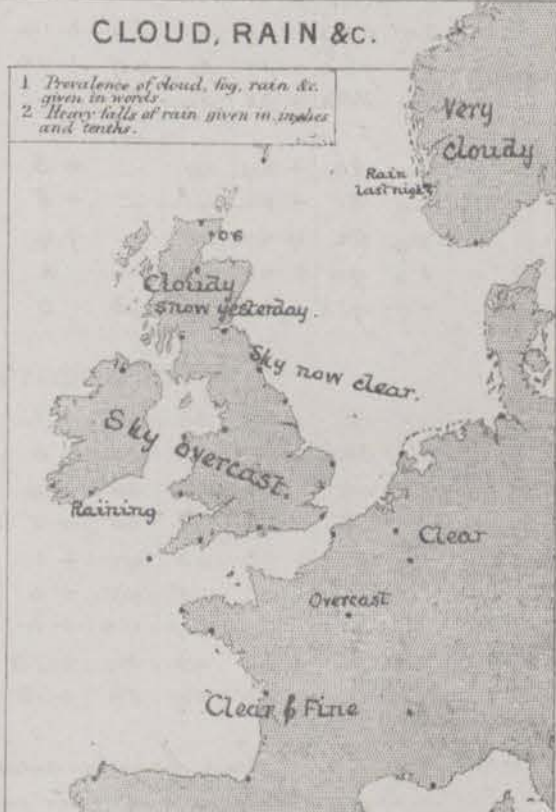 CLOUD, RAIN &c.
1 Prevalence of cloud, fog, rain &c.
given in words
2 Heavy falls of rain given in inches
and tenths.
Very
cloudy
Rain
last night
0·6
Cloudy
snow yesterday.
Sky now clear.
Sky overcast.
Raining
Clear
Overcast
Clear & Fine